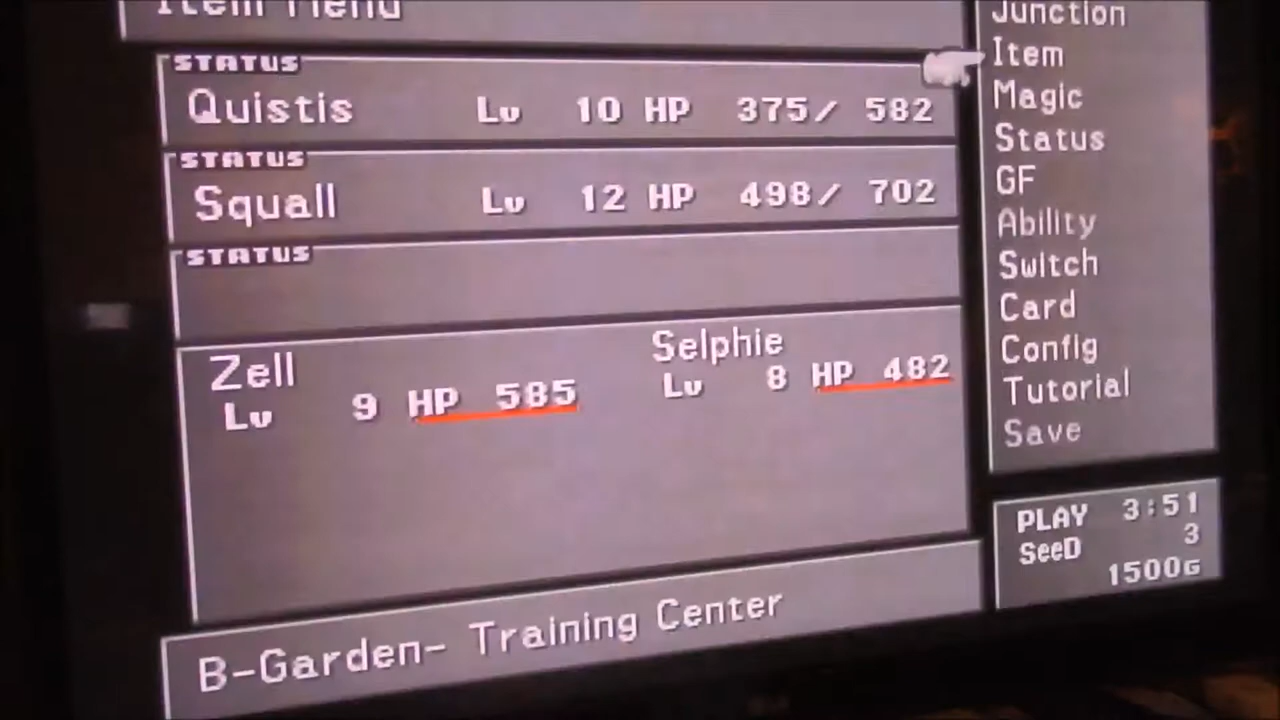 Item Menu
STATUS
Quistis Lv 10 HP 375/ 582
STATUS
Squall Lv 12 HP 498/ 702
STATUS
Zell
Lv 9 HP 585
Selphie
Lv 8 HP 482
B-Garden- Training Center
Junction
Item
Magic
Status
GF
Ability
Switch
Card
Config
Tutorial
Save
PLAY 3:51
SeeD 3
1500G